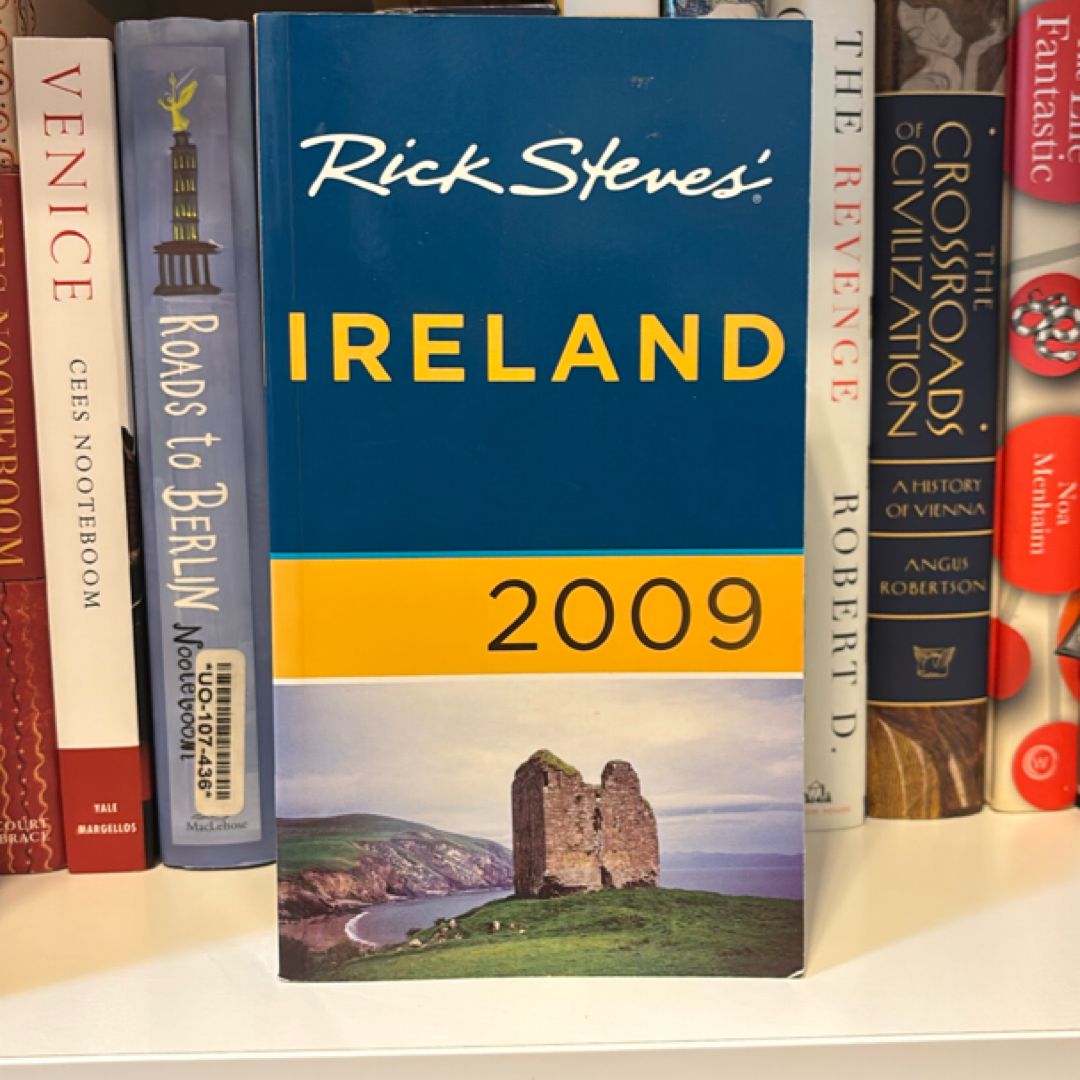 VENICE
CEES NOOTEBOOM
YALE
MARGELLOS
ROADS to BERLIN
*UO-107-436*
MacLehose
Rick Steves'®
IRELAND
2009
THE REVENGE
ROBERT D.
THE
CROSSROADS
OF CIVILIZATION
A HISTORY
OF VIENNA
ANGUS
ROBERTSON
Fantastic
Noa
Menhaim
W